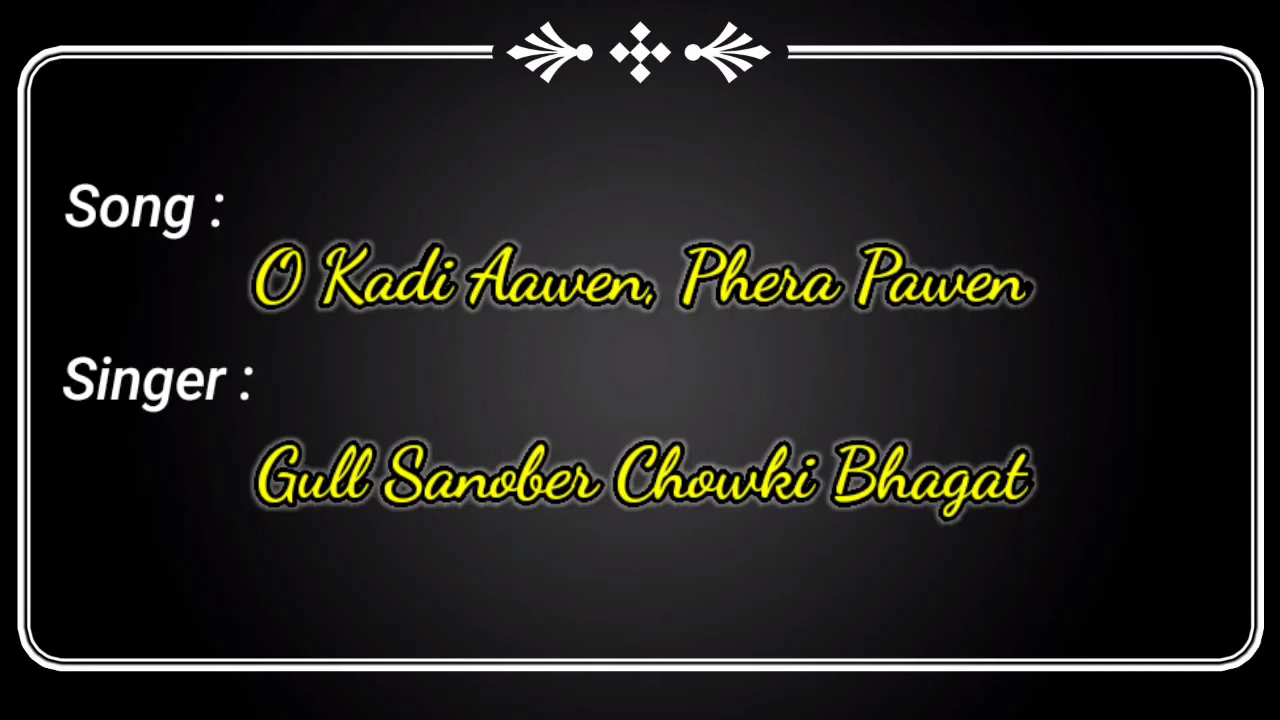 Song :
O Kadi Aawen, Phera Pawen
Singer :
Gull Sanober Chowki Bhagat